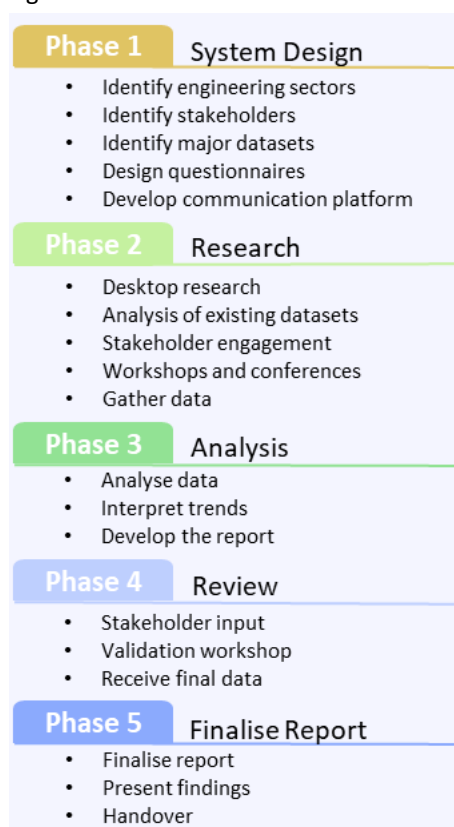 Phase 1 System Design
• Identify engineering sectors
• Identify stakeholders
• Identify major datasets
• Design questionnaires
• Develop communication platform
Phase 2 Research
• Desktop research
• Analysis of existing datasets
• Stakeholder engagement
• Workshops and conferences
• Gather data
Phase 3 Analysis
• Analyse data
• Interpret trends
• Develop the report
Phase 4 Review
• Stakeholder input
• Validation workshop
• Receive final data
Phase 5 Finalise Report
• Finalise report
• Present findings
• Handover